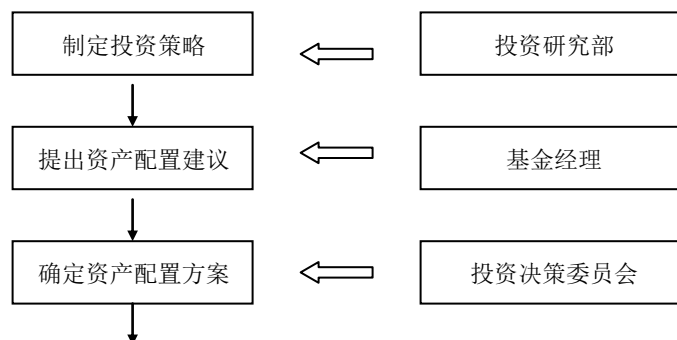 制定投资策略
投资研究部
提出资产配置建议
基金经理
确定资产配置方案
投资决策委员会